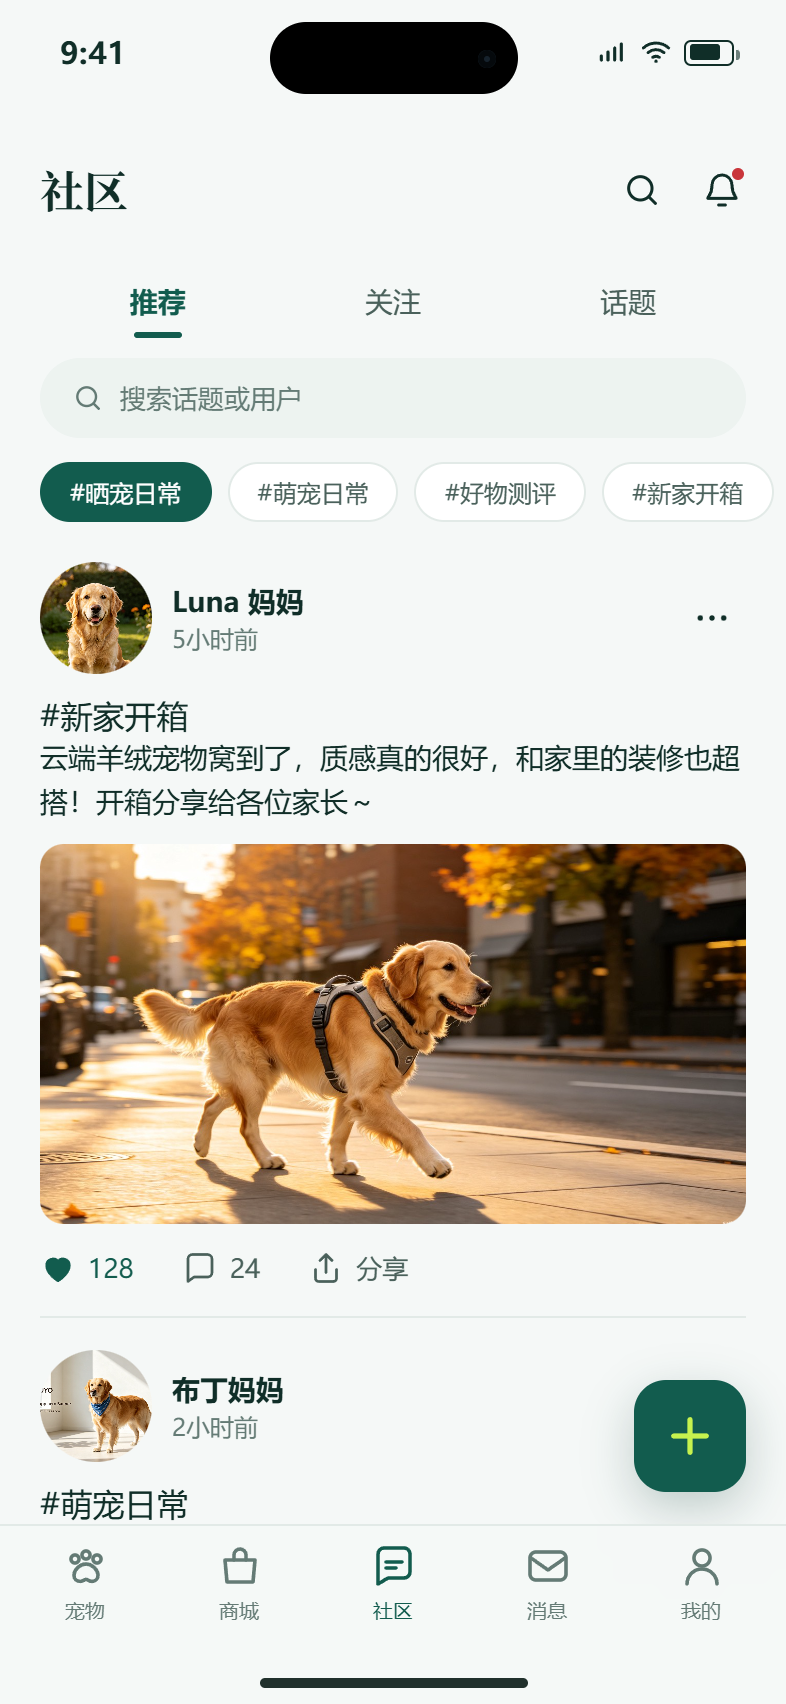 9:41
社区
推荐 关注 话题
搜索话题或用户
#晒宠日常 #萌宠日常 #好物测评 #新家开箱
Luna 妈妈
5小时前
#新家开箱
云端羊绒宠物窝到了，质感真的很好，和家里的装修也超
搭！开箱分享给各位家长～
128 24 分享
布丁妈妈
2小时前
#萌宠日常
宠物 商城 社区 消息 我的